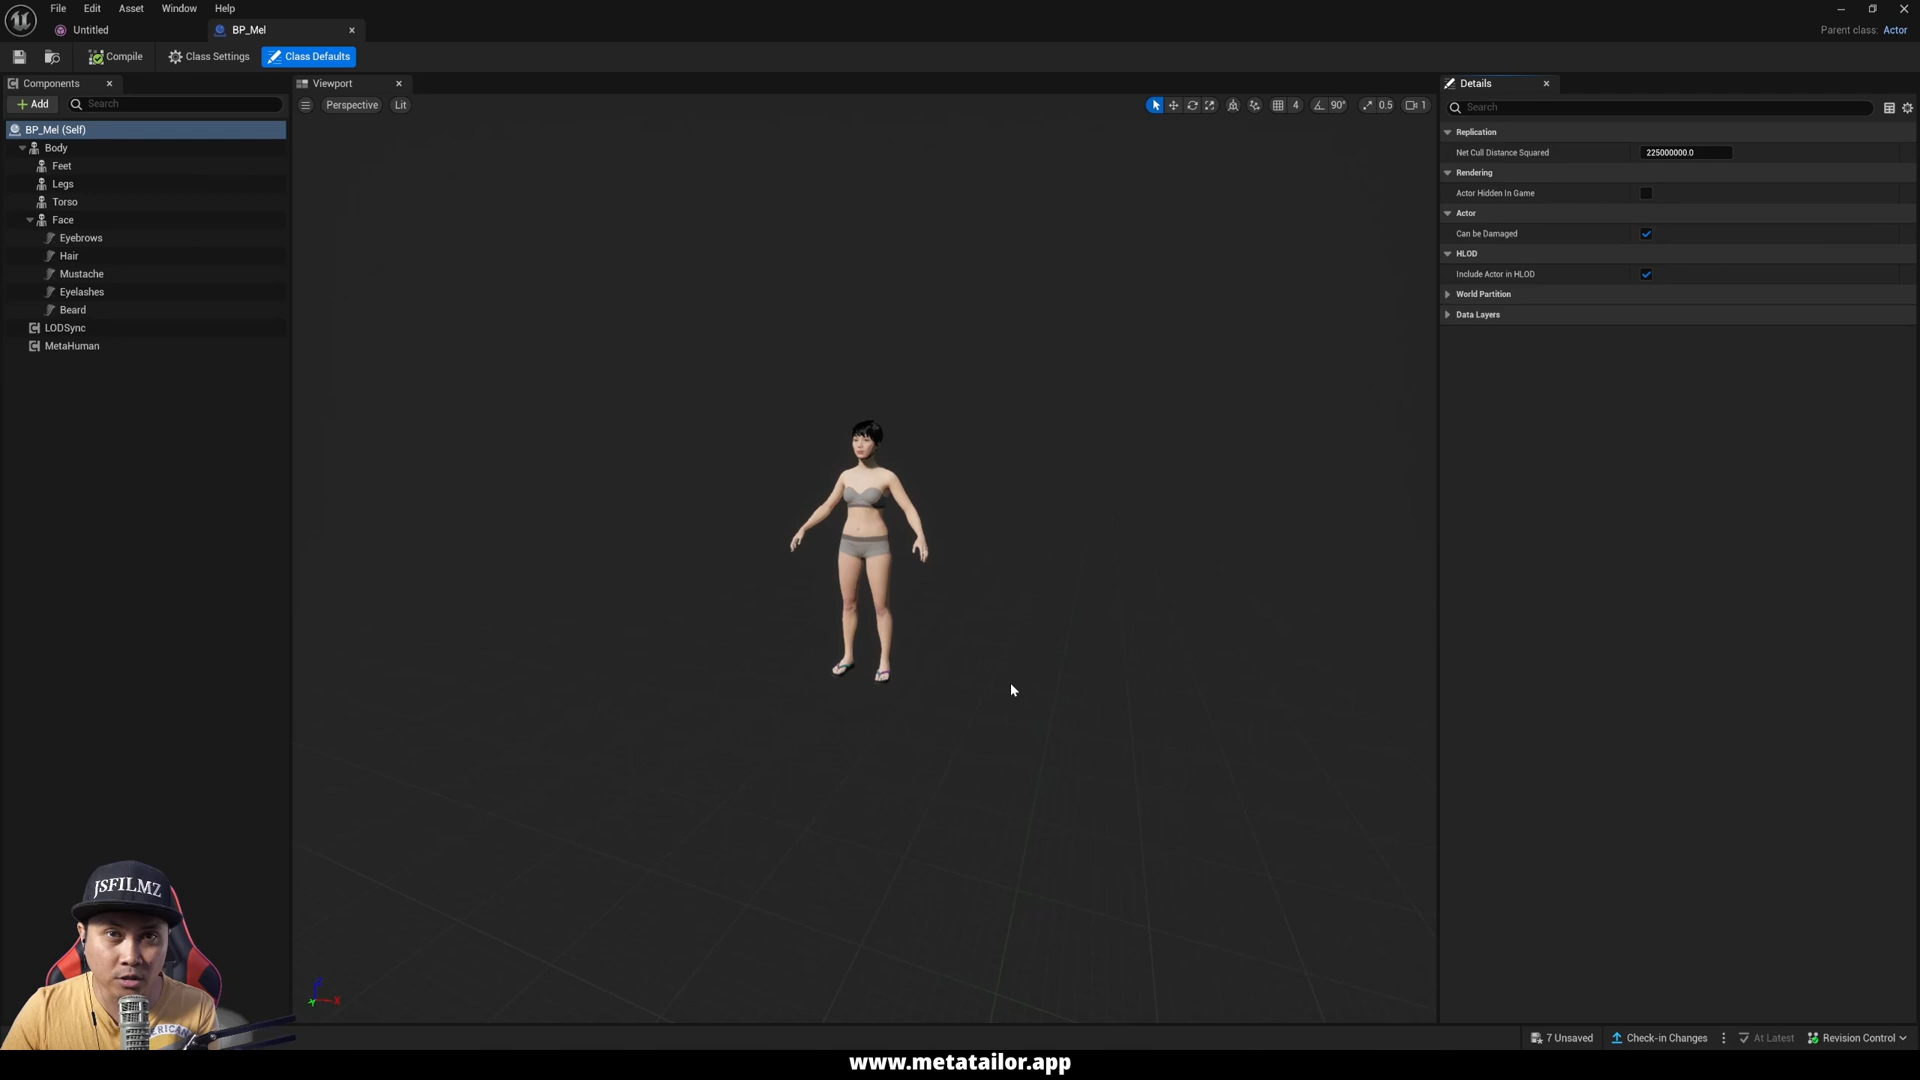 File Edit Asset Window Help
Untitled
BP_Mel
Parent class: Actor
Compile
Class Settings
Class Defaults
Components
Viewport
Details
Add
Search
Perspective
Lit
4
90°
0.5
1
Search
BP_Mel (Self)
Body
Feet
Legs
Torso
Face
Eyebrows
Hair
Mustache
Eyelashes
Beard
LODSync
MetaHuman
Replication
Net Cull Distance Squared
225000000.0
Rendering
Actor Hidden In Game
Actor
Can be Damaged
HLOD
Include Actor in HLOD
World Partition
Data Layers
JSFILMZ
ERICAN
X
7 Unsaved
Check-in Changes
At Latest
Revision Control
www.metatailor.app